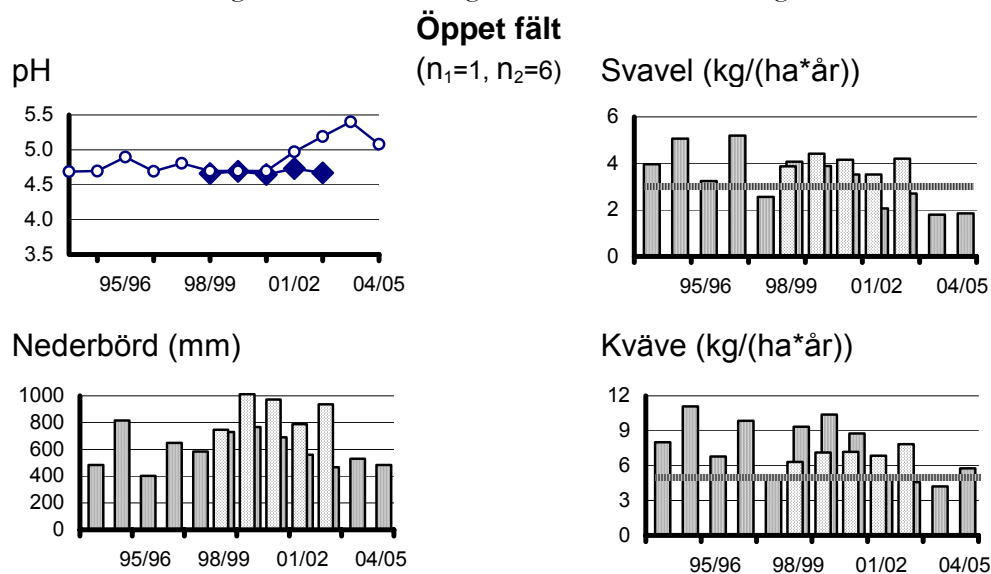 Öppet fält
(n₁=1, n₂=6)
pH
5.5
5.0
4.5
4.0
3.5
95/96 98/99 01/02 04/05
Svavel (kg/(ha*år))
6
4
2
0
95/96 98/99 01/02 04/05
Nederbörd (mm)
1000
800
600
400
200
0
95/96 98/99 01/02 04/05
Kväve (kg/(ha*år))
12
9
6
3
0
95/96 98/99 01/02 04/05